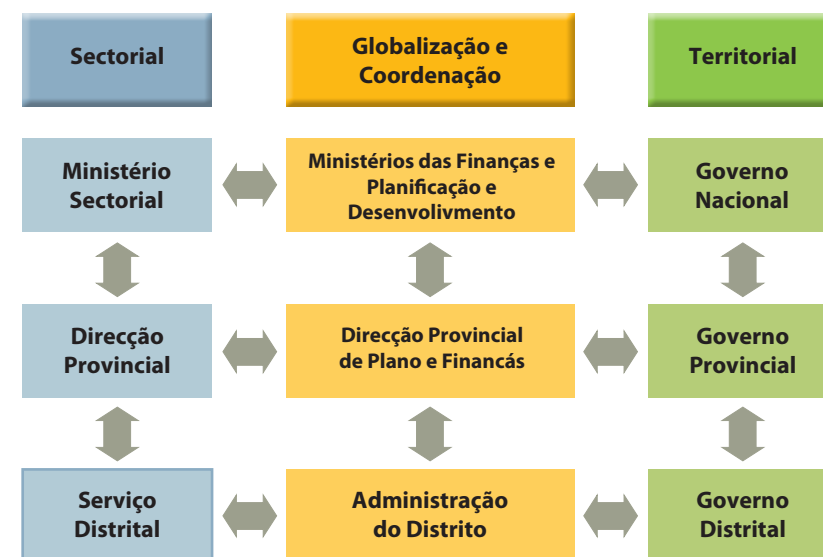 Sectorial
Globalização e
Coordenação
Territorial
Ministério
Sectorial
Ministérios das Finanças e
Planificação e
Desenvolivmento
Governo
Nacional
Direcção
Provincial
Direcção Provincial
de Plano e Financás
Governo
Provincial
Serviço
Distrital
Administração
do Distrito
Governo
Distrital